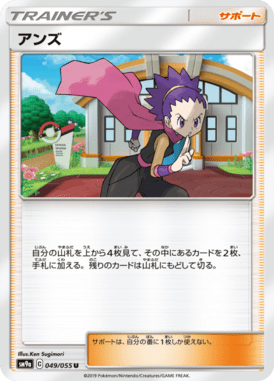 TRAINER'S
サポート
アンズ
自分の山札を上から4枚見て、その中にあるカードを2枚、
手札に加える。残りのカードは山札にもどして切る。
Illus.Ken Sugimori
サポートは、自分の番に1枚しか使えない。
sm9a C 049/055 U
©2019 Pokémon/Nintendo/Creatures/GAME FREAK.